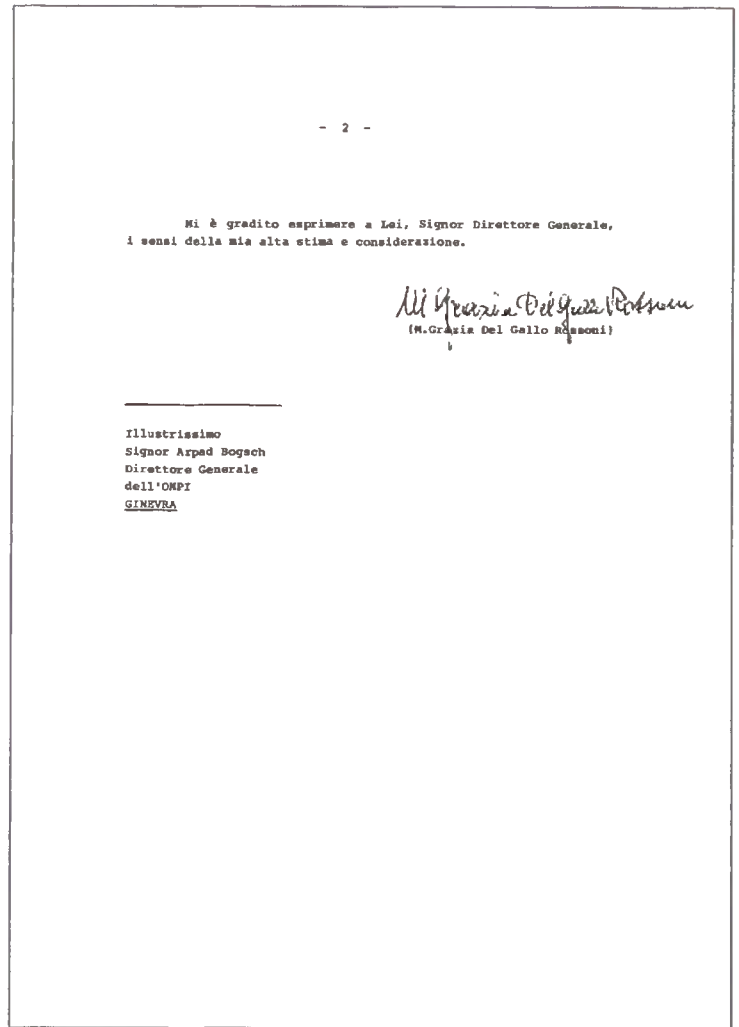 - 2 -
Mi è gradito esprimere a Lei, Signor Direttore Generale,
i sensi della mia alta stima e considerazione.
M Grazia Del Gallo Rossoni
(M.Grazia Del Gallo Rossoni)
Illustrissimo
Signor Arpad Bogsch
Direttore Generale
dell'OMPI
GINEVRA